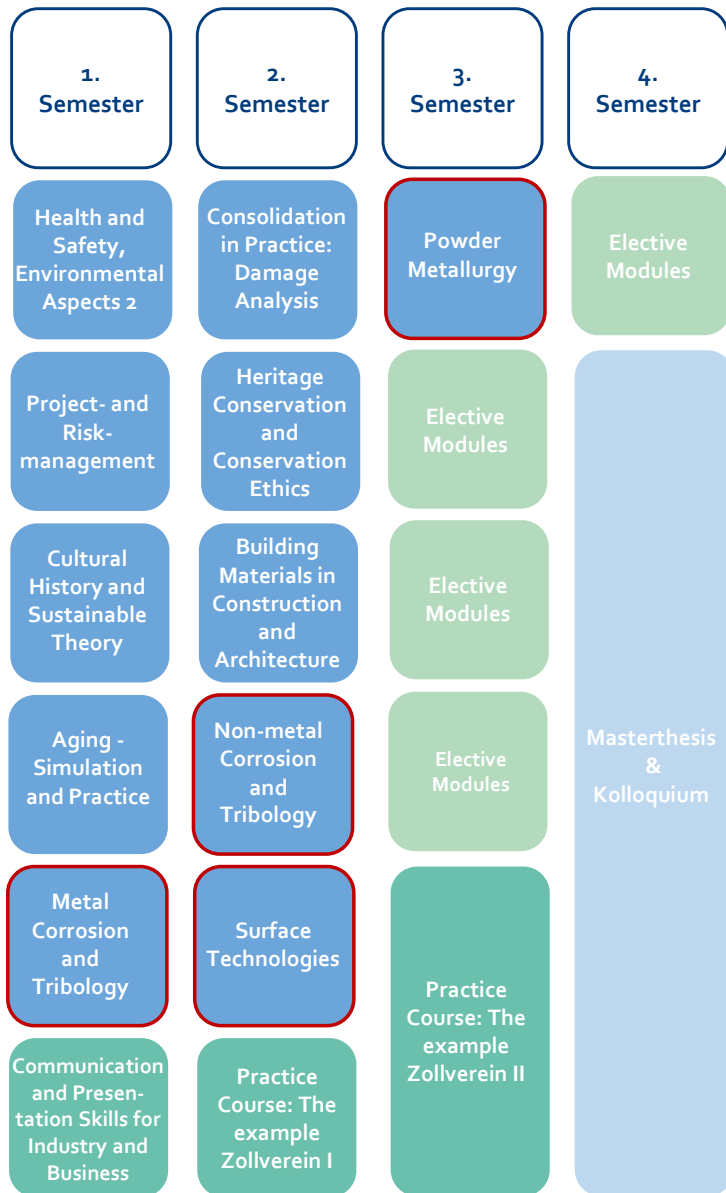 1.
Semester
2.
Semester
3.
Semester
4.
Semester
Health and
Safety,
Environmental
Aspects 2
Consolidation
in Practice:
Damage
Analysis
Powder
Metallurgy
Elective
Modules
Project- and
Risk-
management
Heritage
Conservation
and
Conservation
Ethics
Elective
Modules
Cultural
History and
Sustainable
Theory
Building
Materials in
Construction
and
Architecture
Elective
Modules
Aging -
Simulation
and Practice
Non-metal
Corrosion
and
Tribology
Elective
Modules
Masterthesis
&
Kolloquium
Metal
Corrosion
and
Tribology
Surface
Technologies
Practice
Course: The
example
Zollverein II
Communication
and Presen-
tation Skills for
Industry and
Business
Practice
Course: The
example
Zollverein I